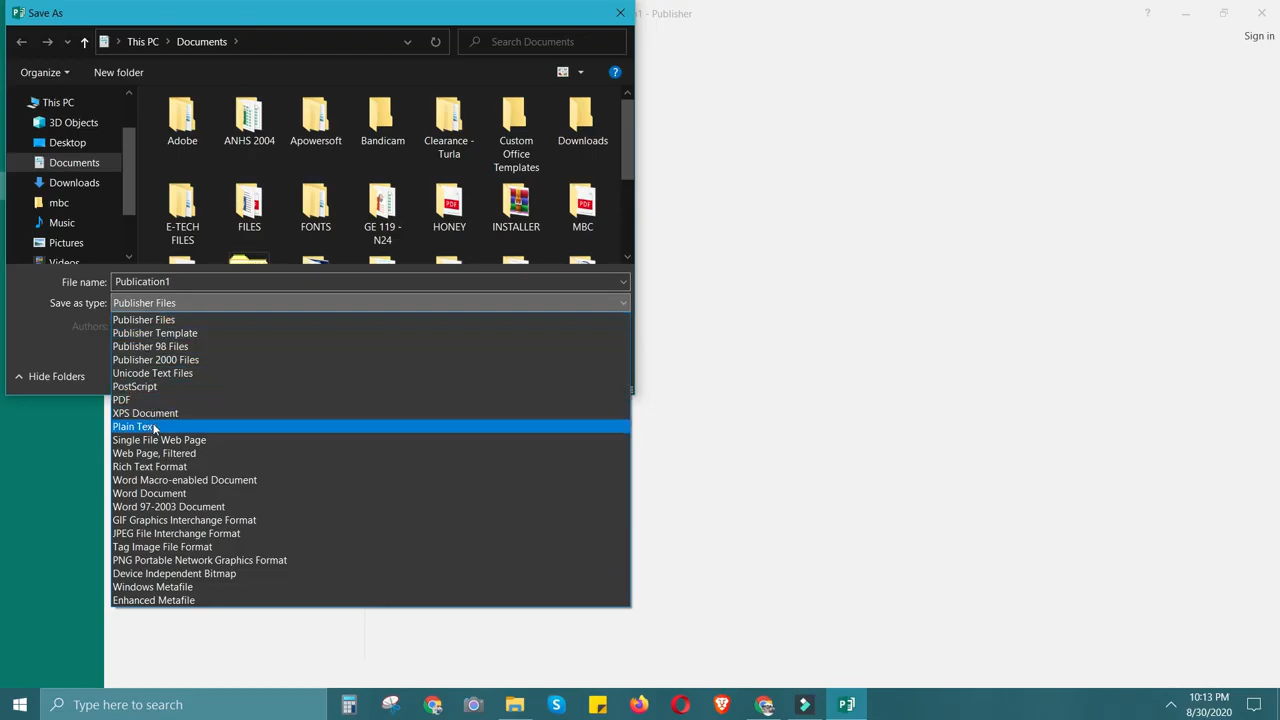 Save As
n1 - Publisher
?
Sign in
This PC > Documents >
Search Documents
Organize
New folder
This PC
3D Objects
Desktop
Documents
Downloads
mbc
Music
Pictures
Videos
Adobe
ANHS 2004
Apowersoft
Bandicam
Clearance - Turla
Custom Office Templates
Downloads
E-TECH FILES
FILES
FONTS
GE 119 - N24
HONEY
INSTALLER
MBC
File name: Publication1
Save as type: Publisher Files
Authors:
Hide Folders
Publisher Files
Publisher Template
Publisher 98 Files
Publisher 2000 Files
Unicode Text Files
PostScript
PDF
XPS Document
Plain Tex
Single File Web Page
Web Page, Filtered
Rich Text Format
Word Macro-enabled Document
Word Document
Word 97-2003 Document
GIF Graphics Interchange Format
JPEG File Interchange Format
Tag Image File Format
PNG Portable Network Graphics Format
Device Independent Bitmap
Windows Metafile
Enhanced Metafile
Type here to search
10:13 PM
8/30/2020